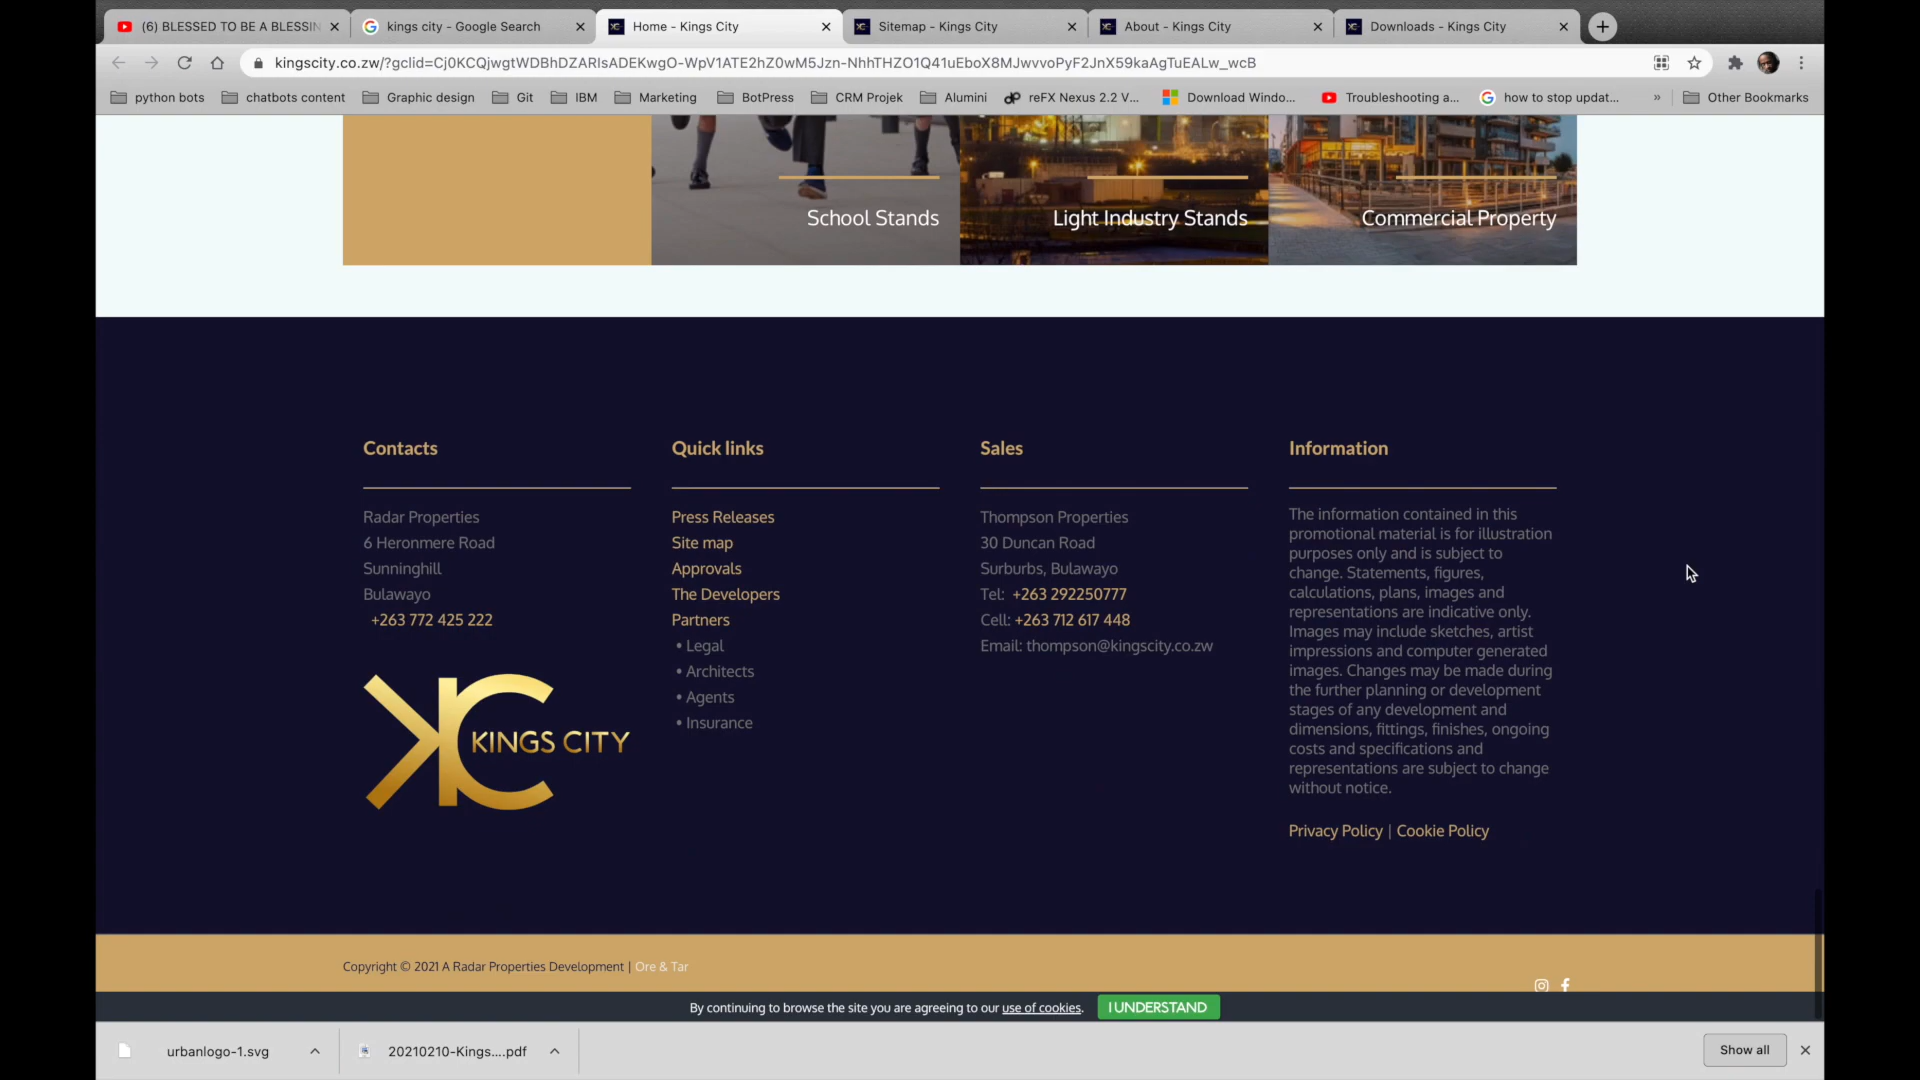 (6) BLESSED TO BE A BLESSIN
kings city - Google Search
Home - Kings City
Sitemap - Kings City
About - Kings City
Downloads - Kings City
kingscity.co.zw/?gclid=Cj0KCQjwgtWDBhDZARIsADEKwgO-WpV1ATE2hZ0wM5Jzn-NhhTHZO1Q41uEboX8MJwvvoPyF2JnX59kaAgTuEALw_wcB
python bots
chatbots content
Graphic design
Git
IBM
Marketing
BotPress
CRM Projek
Alumini
reFX Nexus 2.2 V...
Download Windo...
Troubleshooting a...
how to stop updat...
»
Other Bookmarks
School Stands
Light Industry Stands
Commercial Property
Contacts
Radar Properties
6 Heronmere Road
Sunninghill
Bulawayo
+263 772 425 222
KC KINGS CITY
Quick links
Press Releases
Site map
Approvals
The Developers
Partners
• Legal
• Architects
• Agents
• Insurance
Sales
Thompson Properties
30 Duncan Road
Surburbs, Bulawayo
Tel: +263 292250777
Cell: +263 712 617 448
Email: thompson@kingscity.co.zw
Information
The information contained in this
promotional material is for illustration
purposes only and is subject to
change. Statements, figures,
calculations, plans, images and
representations are indicative only.
Images may include sketches, artist
impressions and computer generated
images. Changes may be made during
the further planning or development
stages of any development and
dimensions, fittings, finishes, ongoing
costs and specifications and
representations are subject to change
without notice.
Privacy Policy | Cookie Policy
Copyright © 2021 A Radar Properties Development | Ore & Tar
By continuing to browse the site you are agreeing to our use of cookies. I UNDERSTAND
urbanlogo-1.svg
20210210-Kings....pdf
Show all